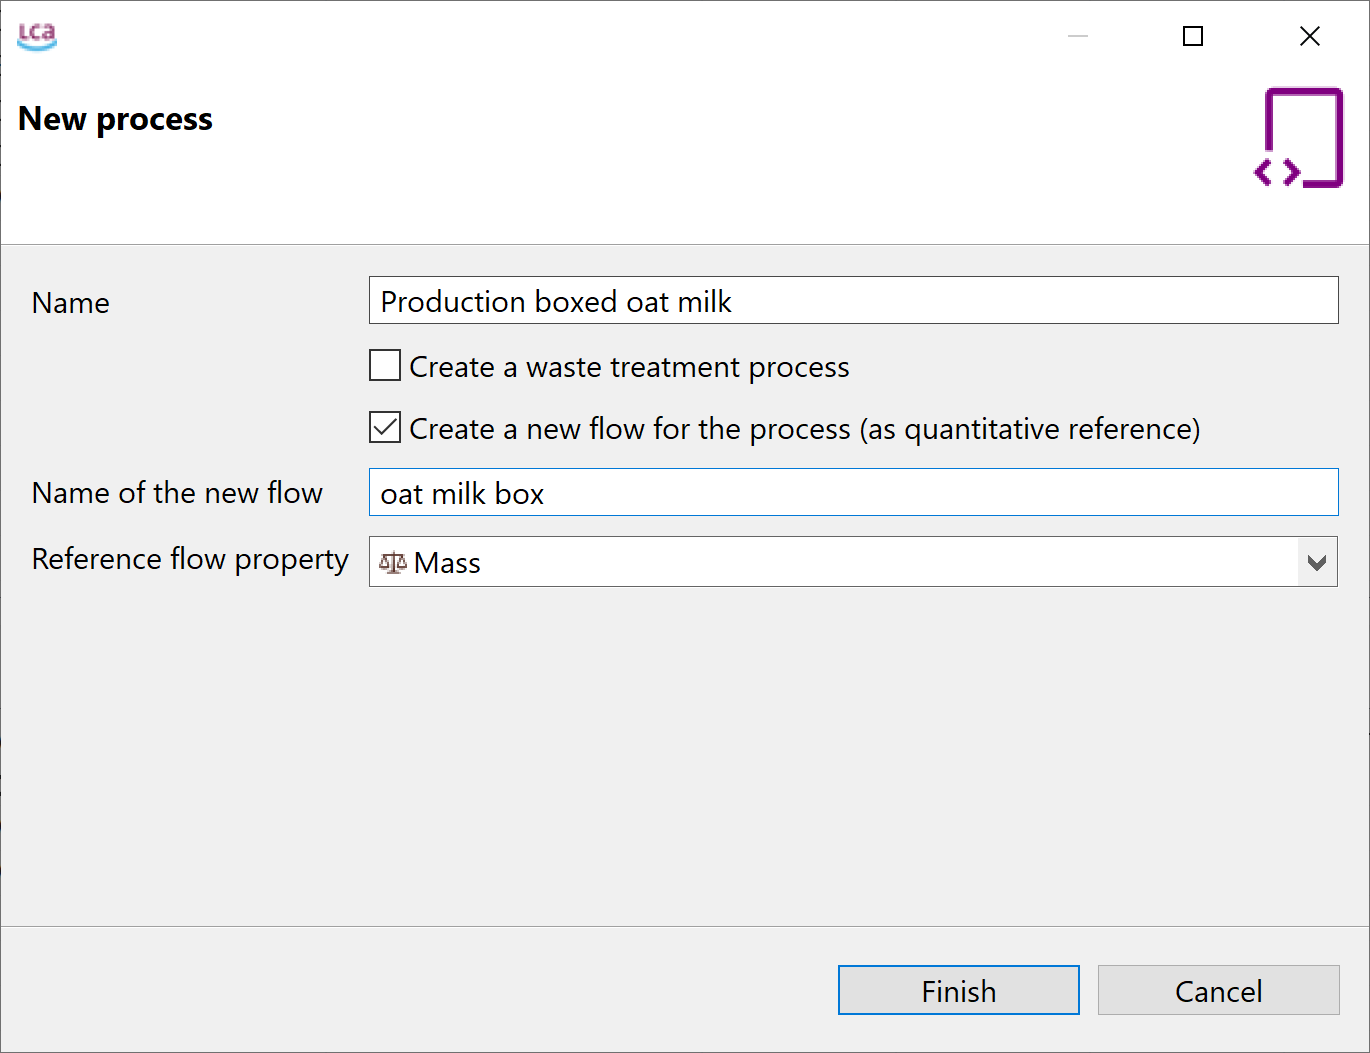 LCA
New process
Name
Production boxed oat milk
Create a waste treatment process
Create a new flow for the process (as quantitative reference)
Name of the new flow
oat milk box
Reference flow property
Mass
Finish
Cancel